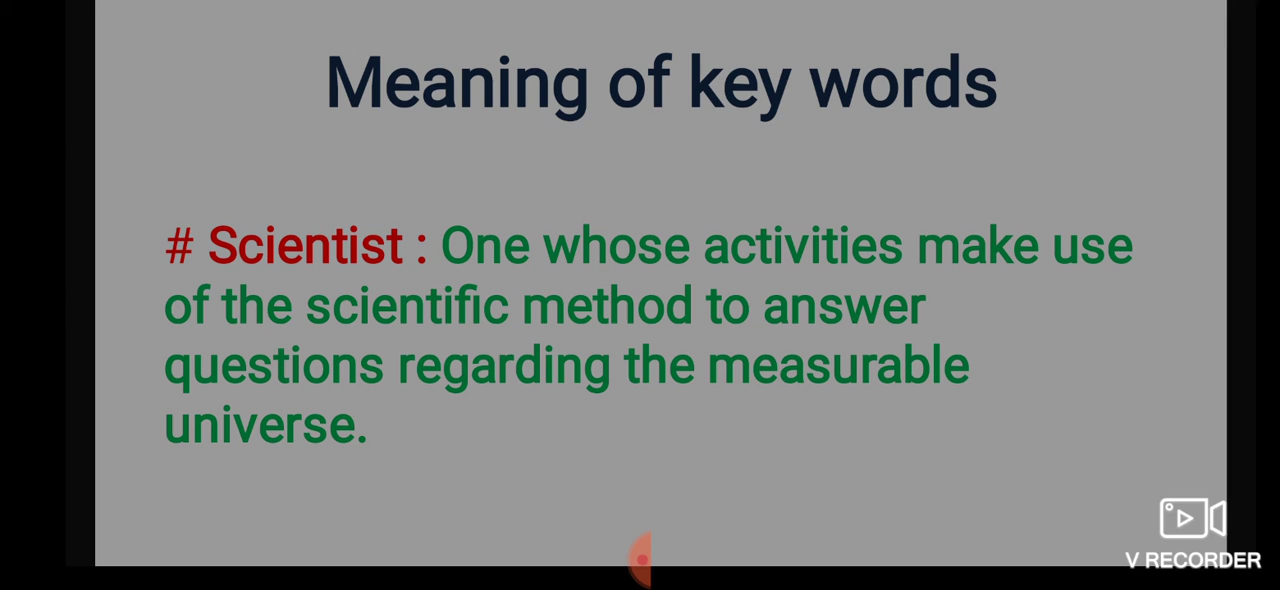 Meaning of key words
# Scientist : One whose activities make use
of the scientific method to answer
questions regarding the measurable
universe.
V RECORDER